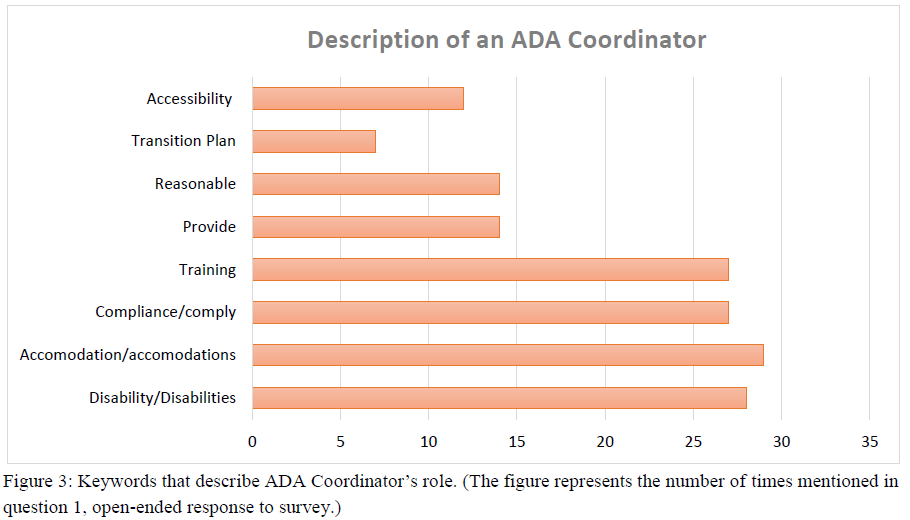 Description of an ADA Coordinator
Accessibility
Transition Plan
Reasonable
Provide
Training
Compliance/comply
Accomodation/accomodations
Disability/Disabilities
0 5 10 15 20 25 30 35
Figure 3: Keywords that describe ADA Coordinator’s role. (The figure represents the number of times mentioned in
question 1, open-ended response to survey.)